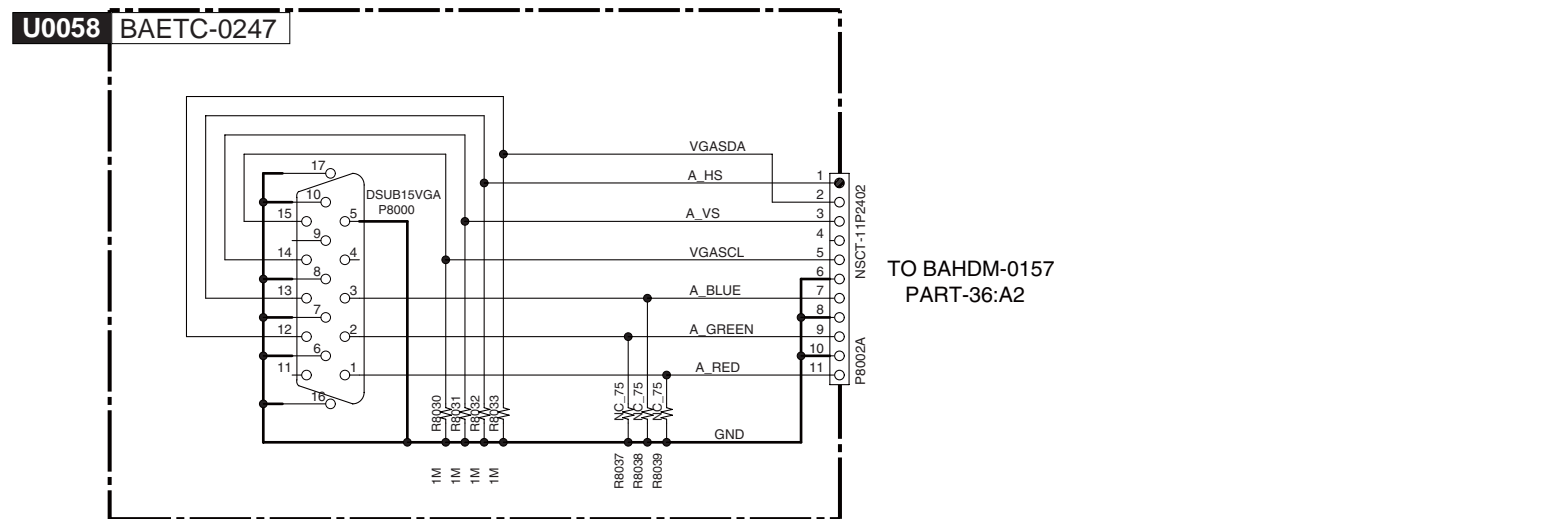 U0058 BAETC-0247
VGASDA
17
A_HS
1
10
DSUB15VGA
P8000
2
15
5
A_VS
3
9
4
14
4
VGASCL
5
8
6
13
3
A_BLUE
7
7
8
12
2
A_GREEN
9
6
10
11
1
A_RED
11
16
NSCT-11P2402
P8002A
TO BAHDM-0157
PART-36:A2
R8030
R8031
R8032
R8033
NC_75
NC_75
NC_75
GND
1M
1M
1M
1M
R8037
R8038
R8039